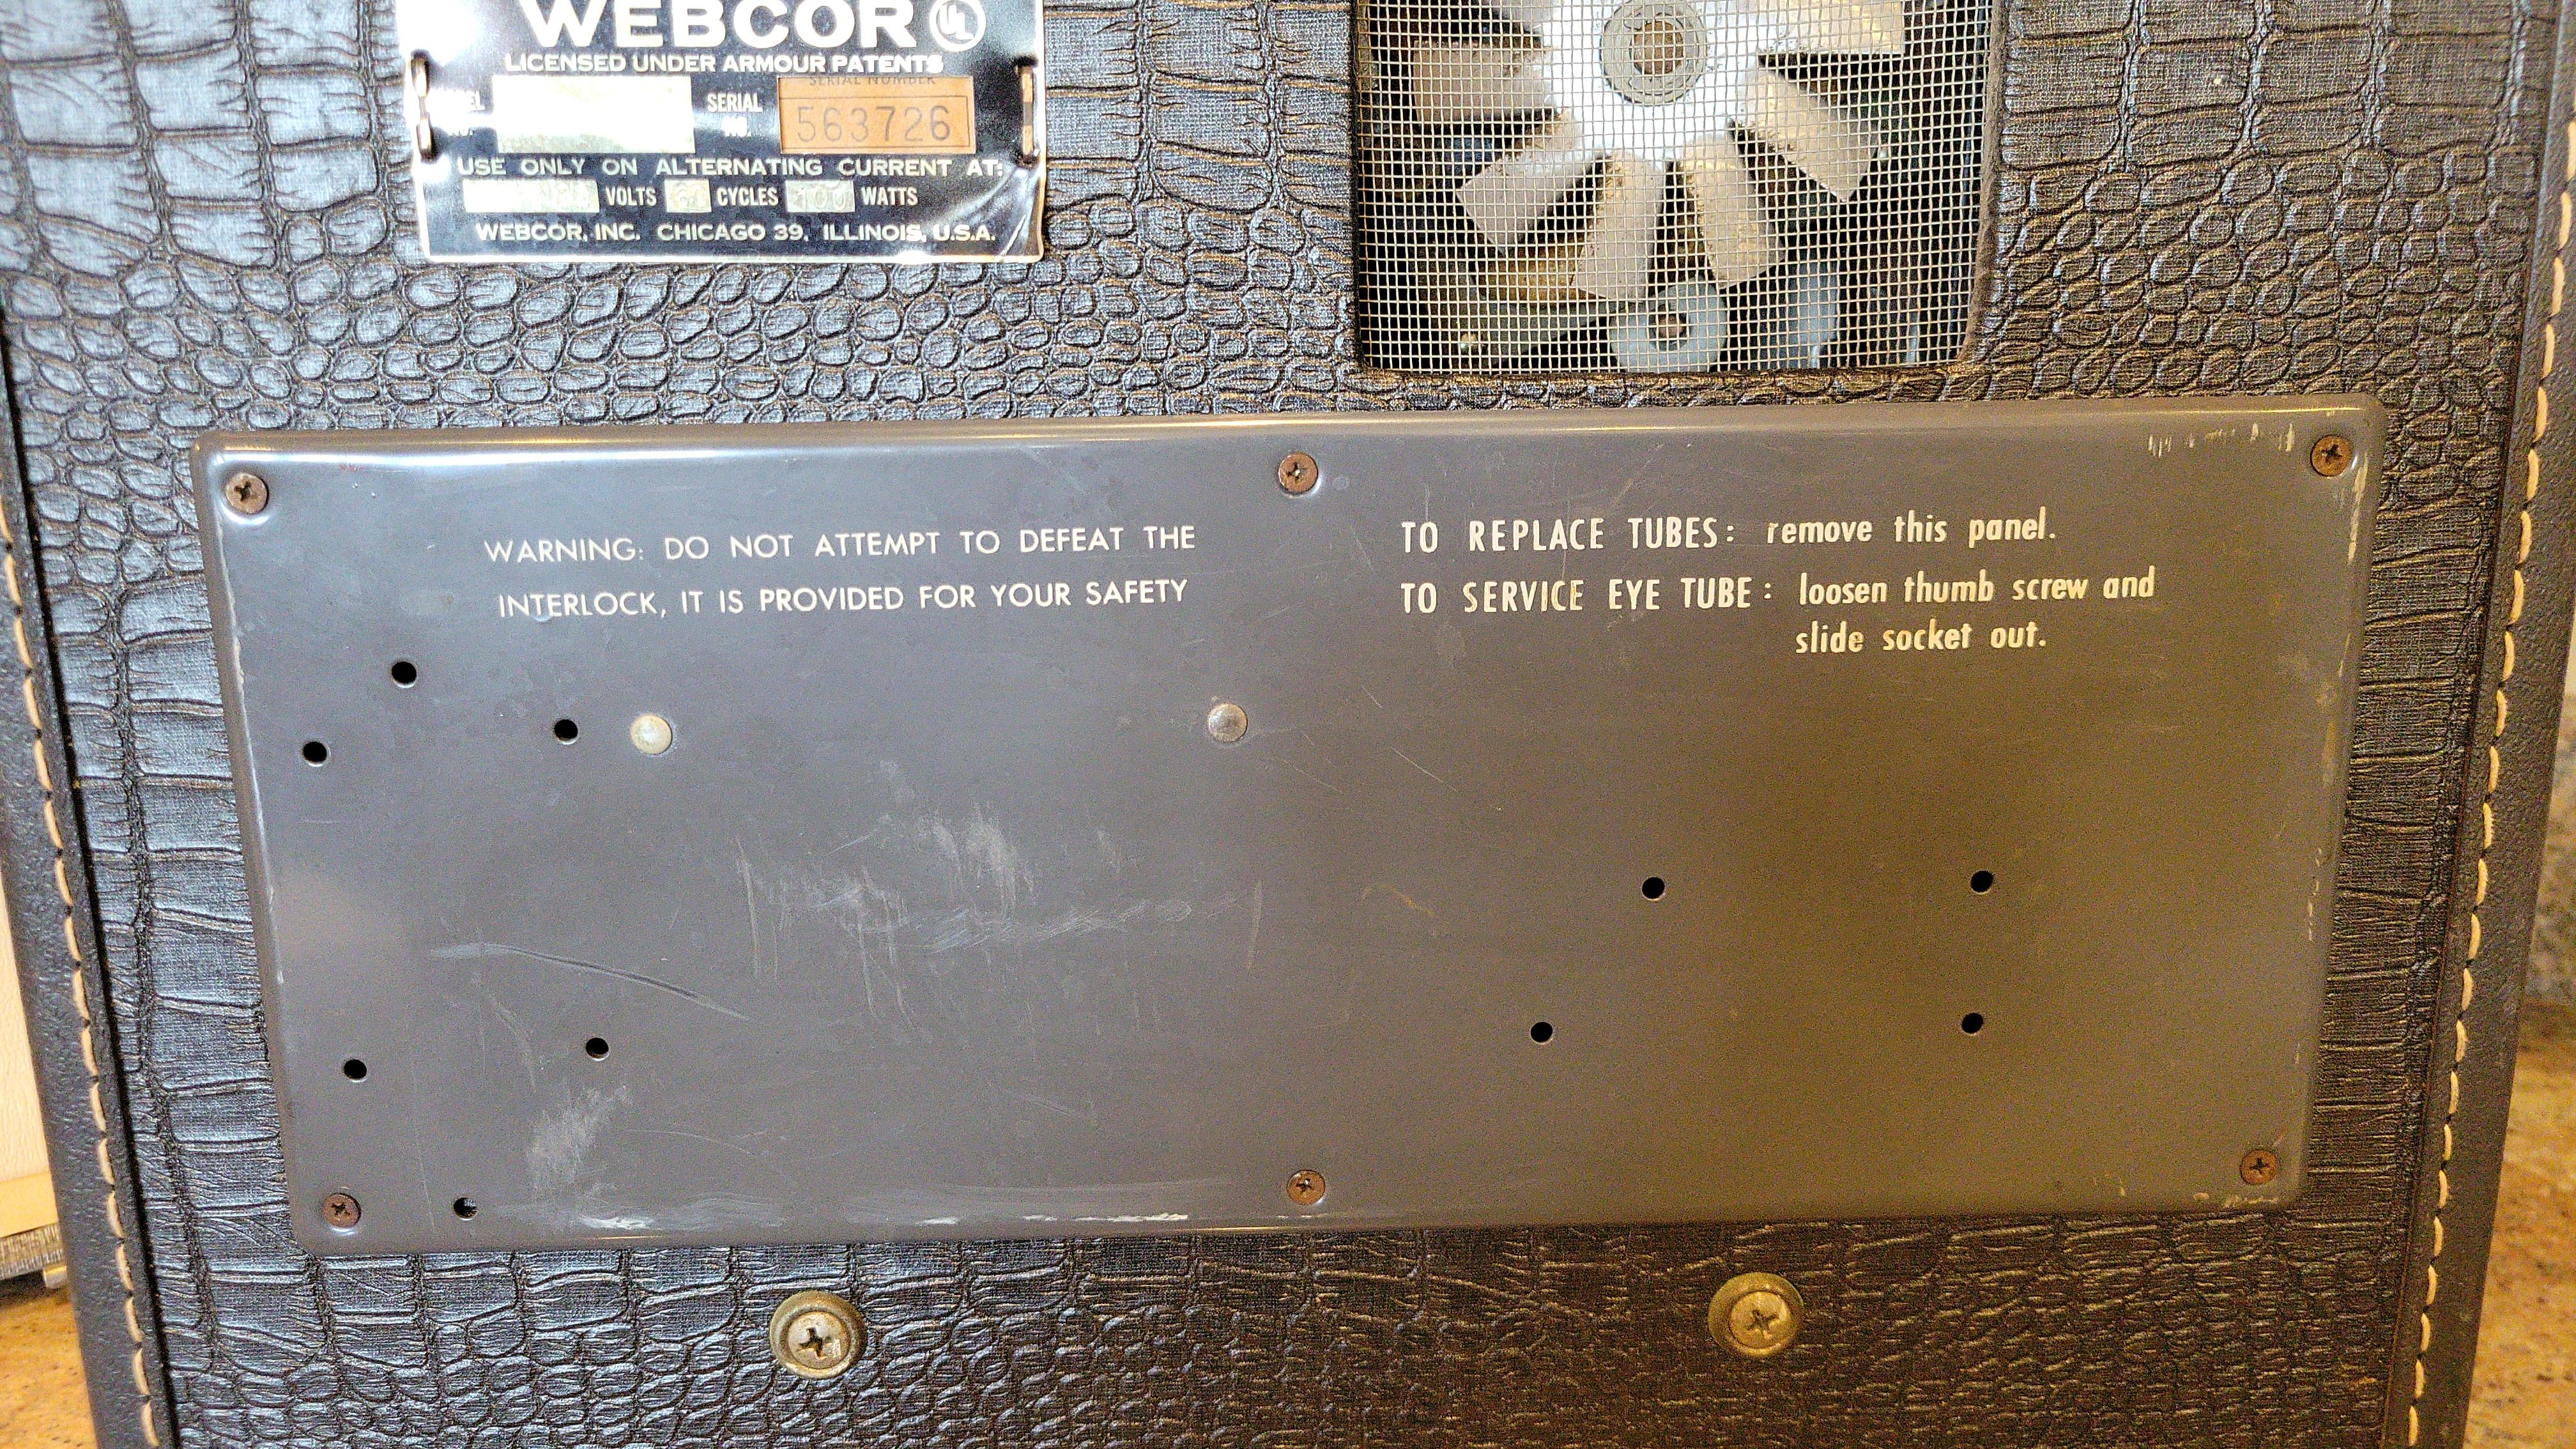 WEBCOR UL
LICENSED UNDER ARMOUR PATENTS
SERIAL NUMBER
SERIAL
NO.
563726
USE ONLY ON ALTERNATING CURRENT AT:
VOLTS CYCLES 100 WATTS
WEBCOR, INC. CHICAGO 39, ILLINOIS, U.S.A.
WARNING: DO NOT ATTEMPT TO DEFEAT THE
INTERLOCK, IT IS PROVIDED FOR YOUR SAFETY
TO REPLACE TUBES: remove this panel.
TO SERVICE EYE TUBE: loosen thumb screw and
slide socket out.